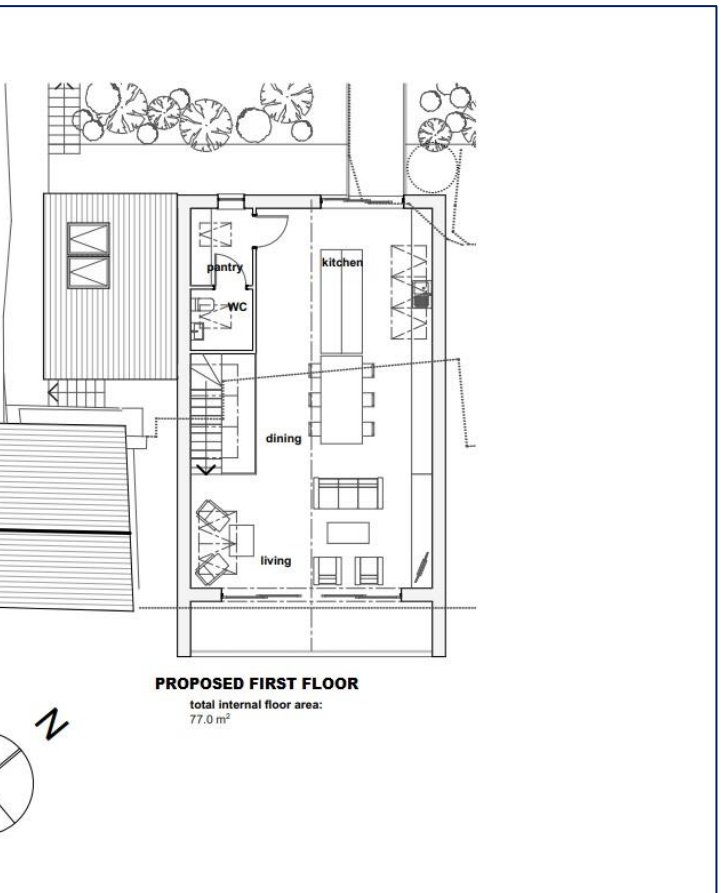 pantry
kitchen
WC
dining
living
PROPOSED FIRST FLOOR
total internal floor area:
77.0 m²
N